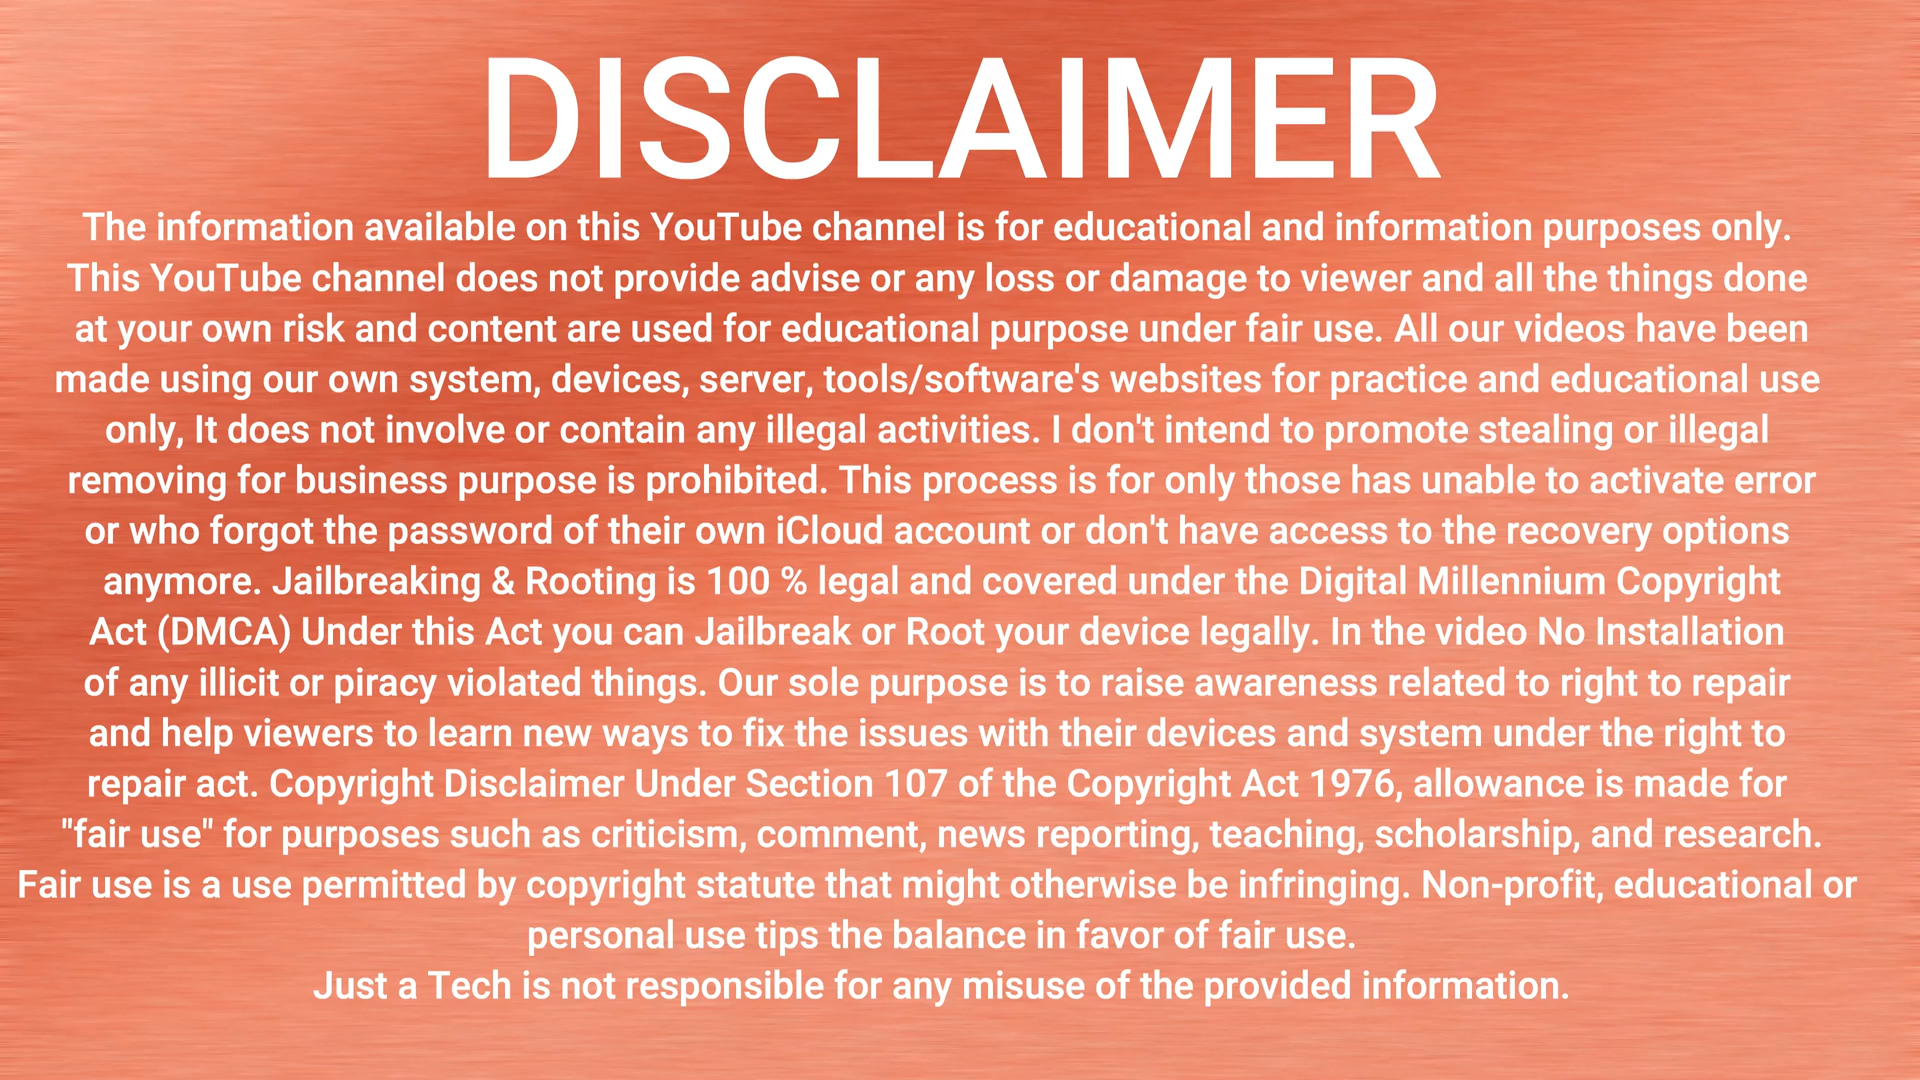 DISCLAIMER
The information available on this YouTube channel is for educational and information purposes only.
This YouTube channel does not provide advise or any loss or damage to viewer and all the things done
at your own risk and content are used for educational purpose under fair use. All our videos have been
made using our own system, devices, server, tools/software's websites for practice and educational use
only, It does not involve or contain any illegal activities. I don't intend to promote stealing or illegal
removing for business purpose is prohibited. This process is for only those has unable to activate error
or who forgot the password of their own iCloud account or don't have access to the recovery options
anymore. Jailbreaking & Rooting is 100 % legal and covered under the Digital Millennium Copyright
Act (DMCA) Under this Act you can Jailbreak or Root your device legally. In the video No Installation
of any illicit or piracy violated things. Our sole purpose is to raise awareness related to right to repair
and help viewers to learn new ways to fix the issues with their devices and system under the right to
repair act. Copyright Disclaimer Under Section 107 of the Copyright Act 1976, allowance is made for
"fair use" for purposes such as criticism, comment, news reporting, teaching, scholarship, and research.
Fair use is a use permitted by copyright statute that might otherwise be infringing. Non-profit, educational or
personal use tips the balance in favor of fair use.
Just a Tech is not responsible for any misuse of the provided information.